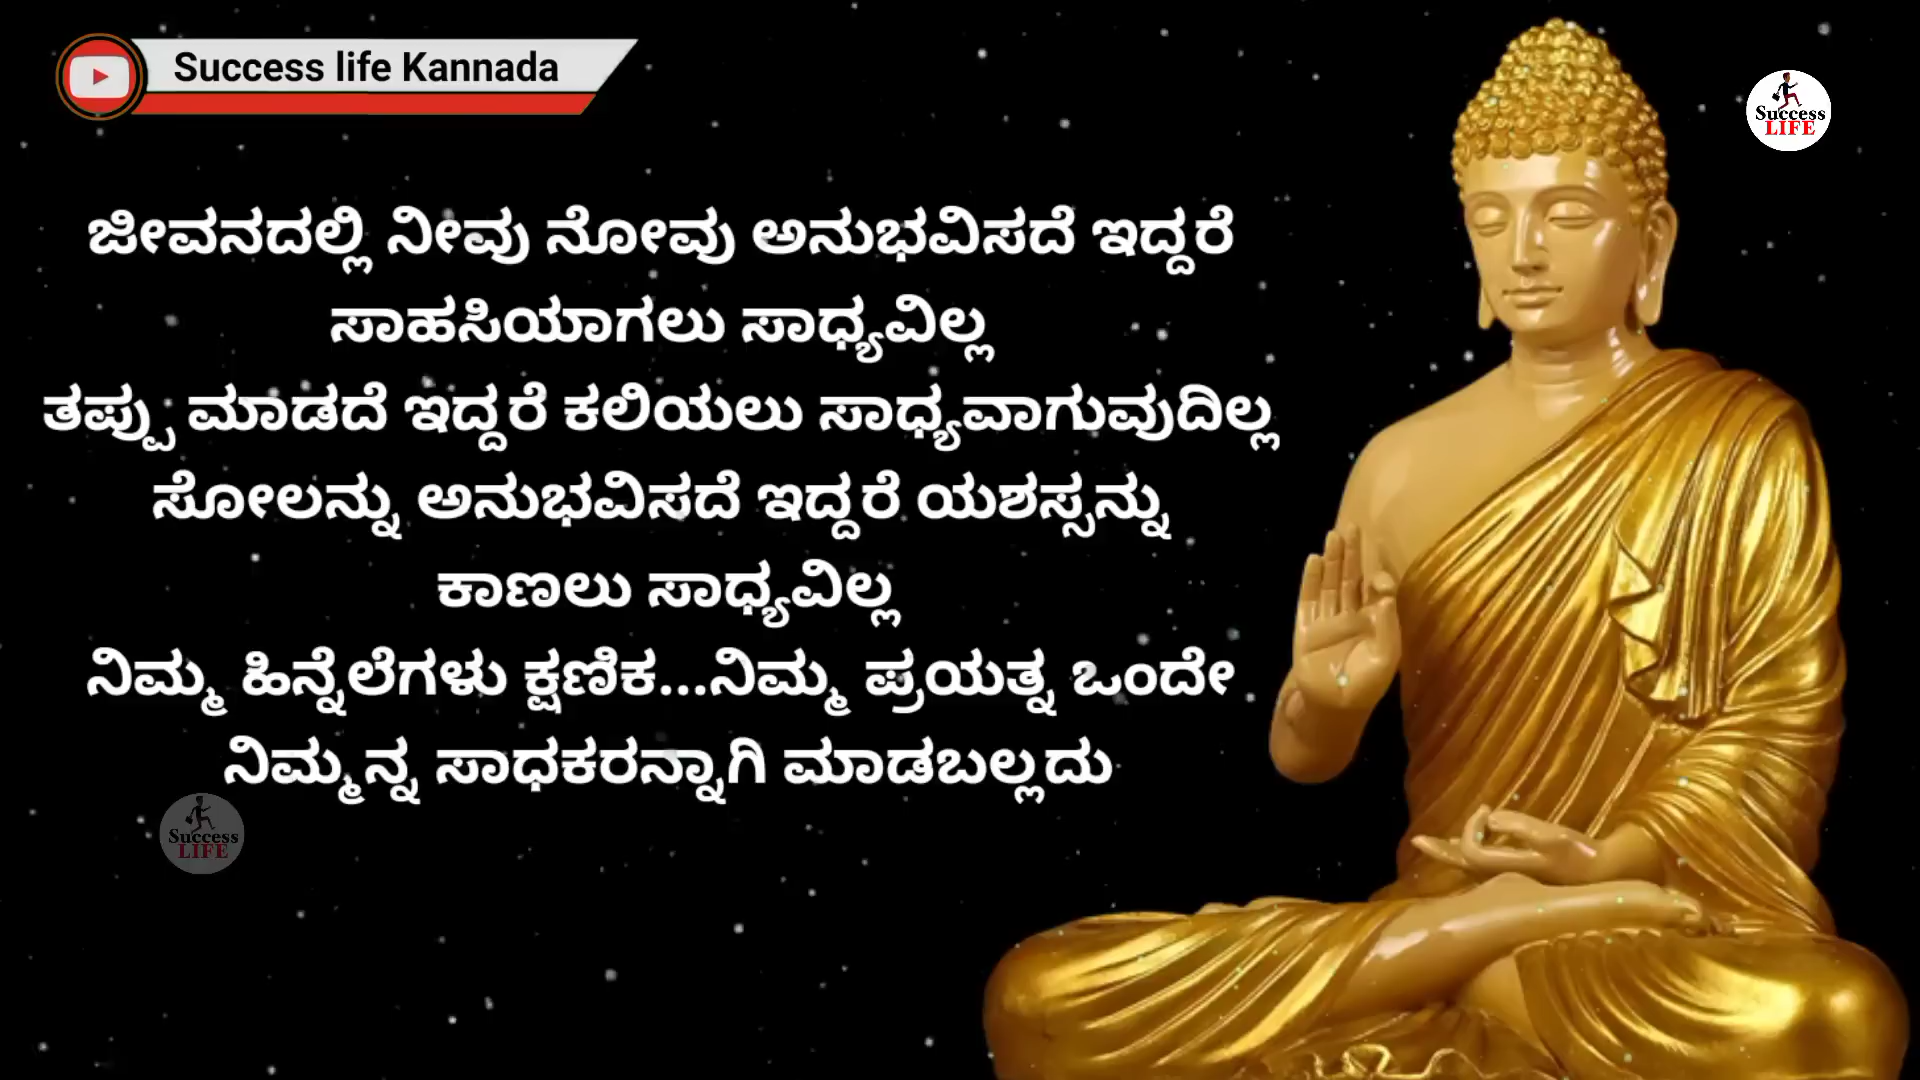 Success life Kannada
Success
LIFE
ಜೀವನದಲ್ಲಿ ನೀವು ನೋವು ಅನುಭವಿಸದೆ ಇದ್ದರೆ
ಸಾಹಸಿಯಾಗಲು ಸಾಧ್ಯವಿಲ್ಲ
ತಪ್ಪು ಮಾಡದೆ ಇದ್ದರೆ ಕಲಿಯಲು ಸಾಧ್ಯವಾಗುವುದಿಲ್ಲ
ಸೋಲನ್ನು ಅನುಭವಿಸದೆ ಇದ್ದರೆ ಯಶಸ್ಸನ್ನು
ಕಾಣಲು ಸಾಧ್ಯವಿಲ್ಲ
ನಿಮ್ಮ ಹಿನ್ನೆಲೆಗಳು ಕ್ಷಣಿಕ...ನಿಮ್ಮ ಪ್ರಯತ್ನ ಒಂದೇ
ನಿಮ್ಮನ್ನ ಸಾಧಕರನ್ನಾಗಿ ಮಾಡಬಲ್ಲದು
Success
LIFE